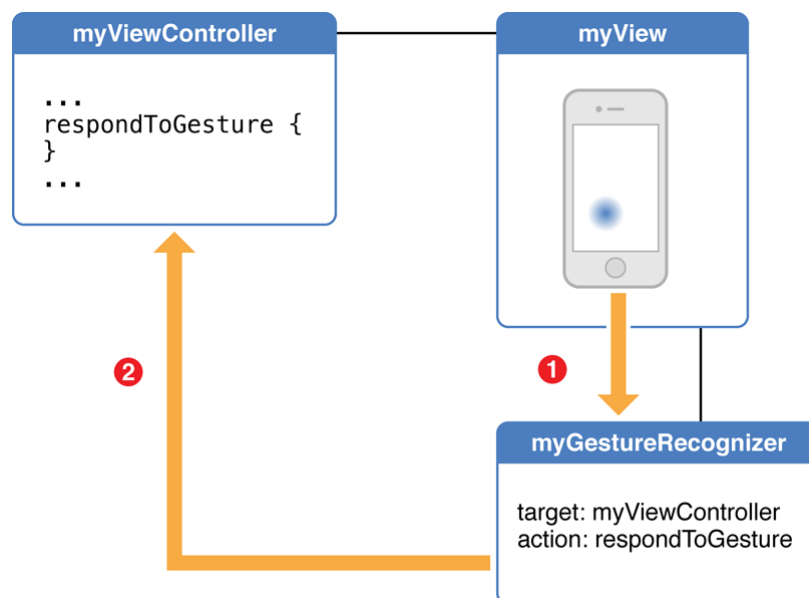 myViewController
...
respondToGesture {
}
...
myView
1
2
myGestureRecognizer
target: myViewController
action: respondToGesture